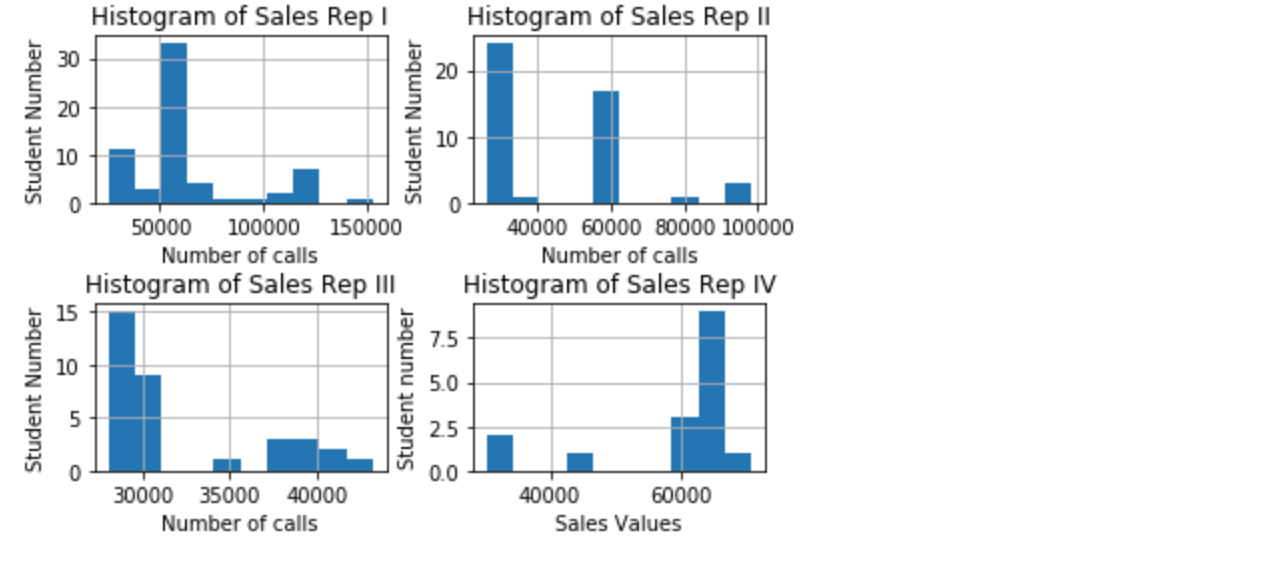 Histogram of Sales Rep I
Student Number
30
20
10
0
50000 100000 150000
Number of calls
Histogram of Sales Rep II
Student Number
20
10
0
40000 60000 80000 100000
Number of calls
Histogram of Sales Rep III
Student Number
15
10
5
0
30000 35000 40000
Number of calls
Histogram of Sales Rep IV
Student number
7.5
5.0
2.5
0.0
40000 60000
Sales Values